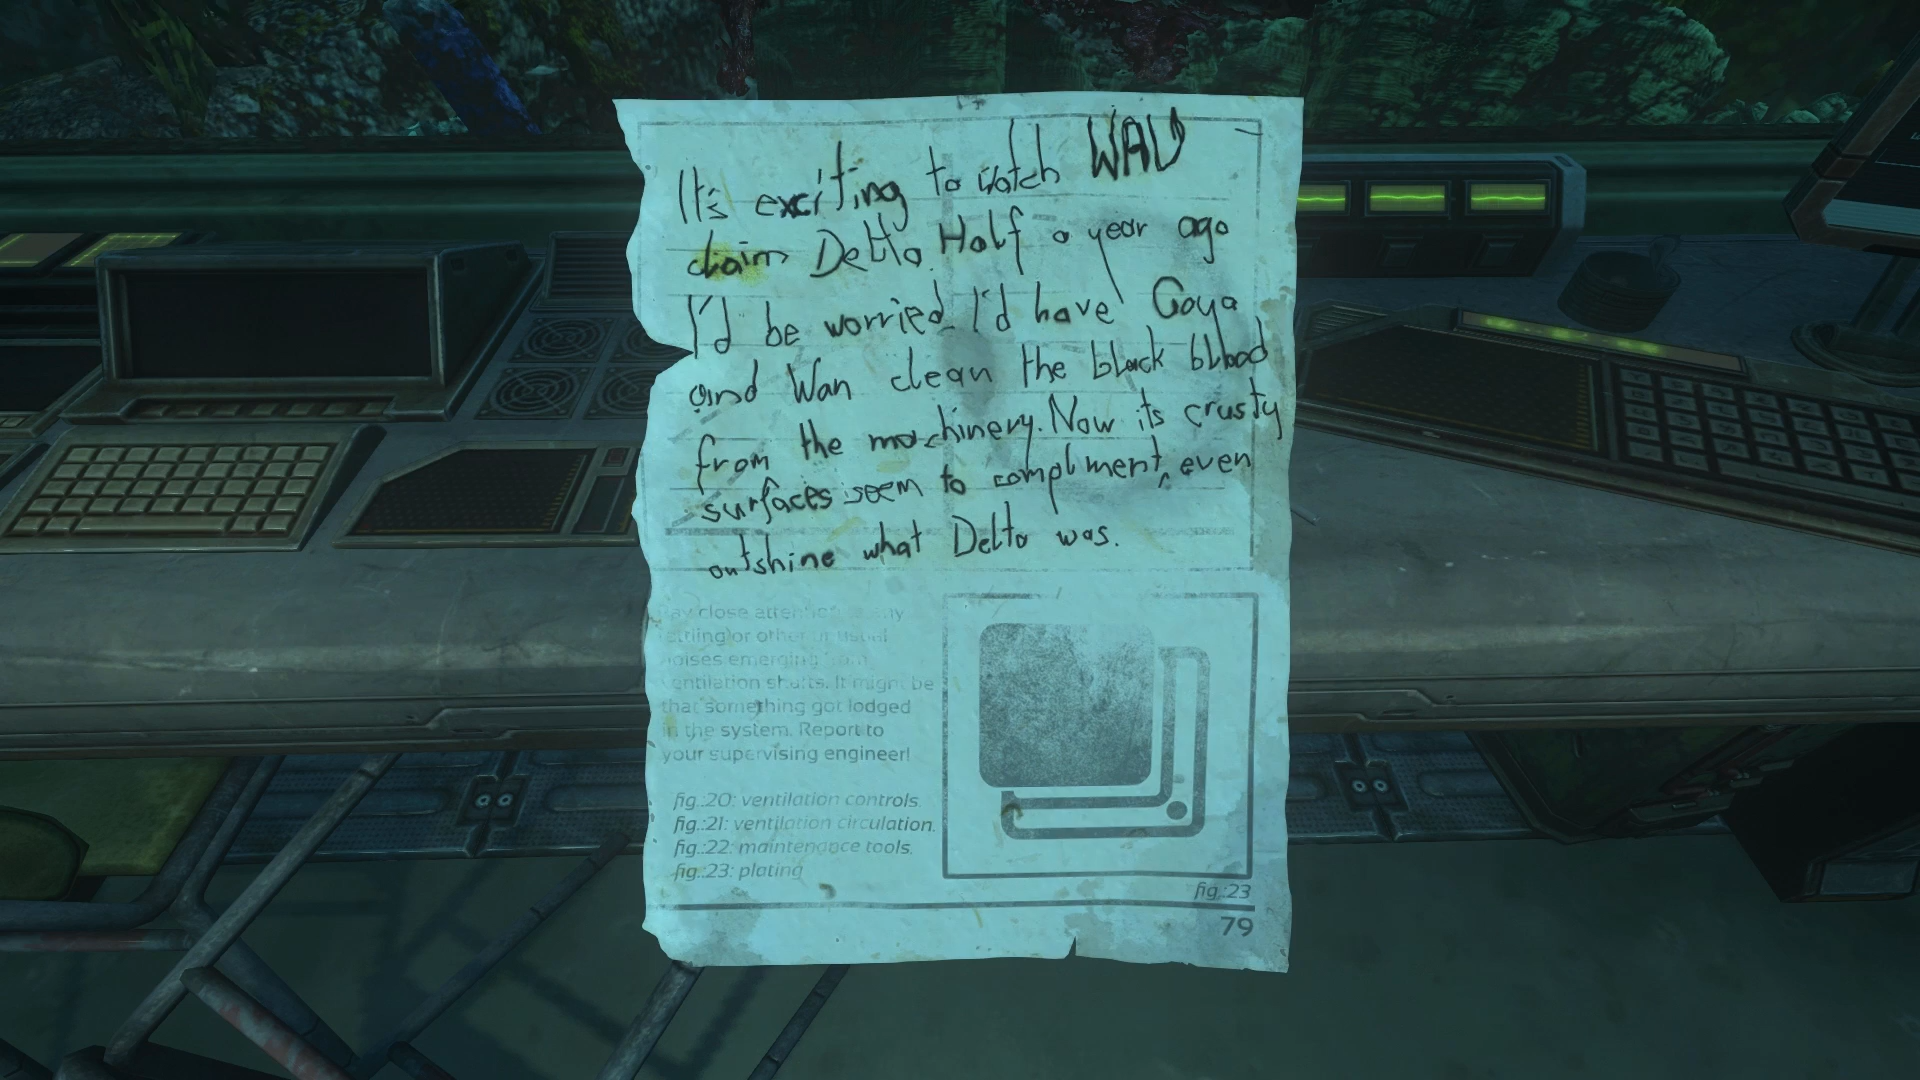 It's exciting to watch WAU
claim Delta. Half a year ago
I'd be worried I'd have Goya
and Wan clean the black blood
from the machinery. Now its crusty
surfaces seem to compliment, even
outshine what Delta was.
ay close attention to any
ettling or other unusual
noises emerging from
ventilation shafts. It might be
that something got lodged
in the system. Report to
your supervising engineer!
fig.:20: ventilation controls.
fig.:21: ventilation circulation.
fig.:22: maintenance tools.
fig.:23: plating
fig.:23
79